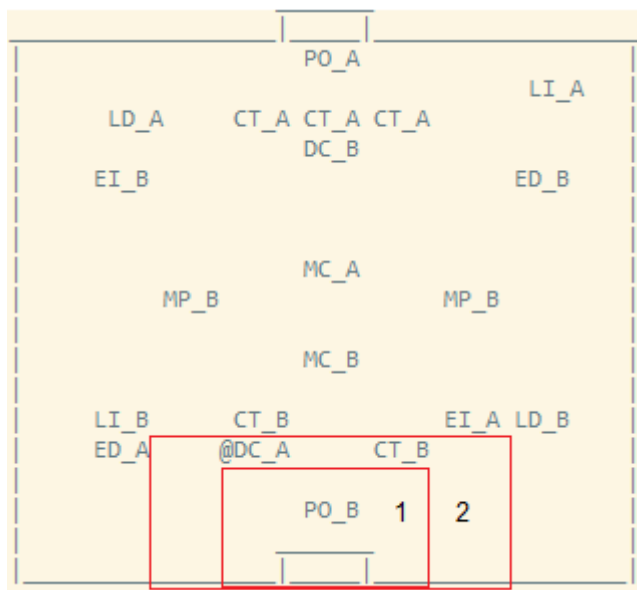 PO_A
LI_A
LD_A CT_A CT_A CT_A
DC_B
EI_B ED_B
MC_A
MP_B MP_B
MC_B
LI_B CT_B EI_A LD_B
ED_A @DC_A CT_B
PO_B 1 2